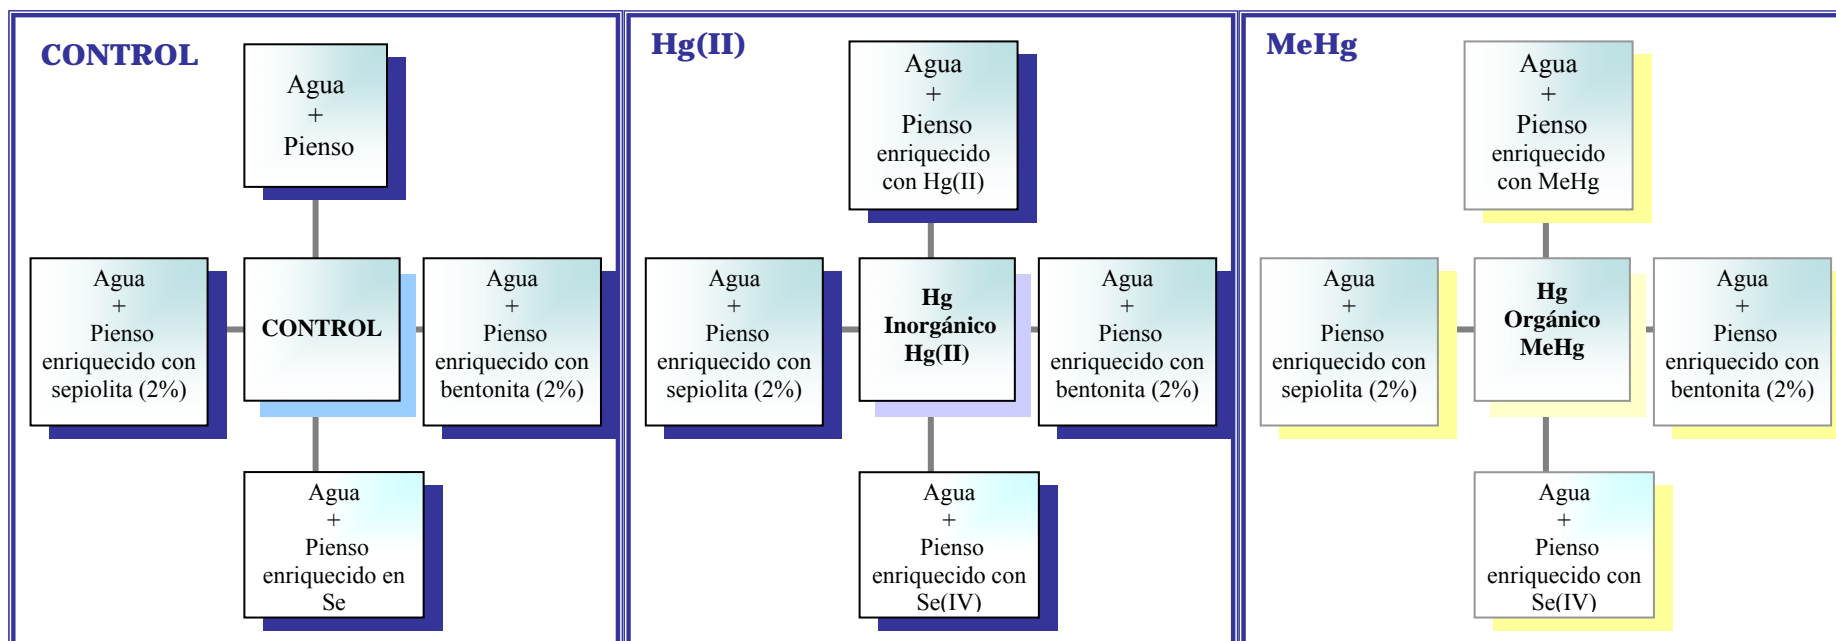 CONTROL
Agua
+
Pienso
Agua
+
Pienso
enriquecido con
sepiolita (2%)
CONTROL
Agua
+
Pienso
enriquecido con
bentonita (2%)
Agua
+
Pienso
enriquecido en
Se
Hg(II)
Agua
+
Pienso
enriquecido
con Hg(II)
Agua
+
Pienso
enriquecido con
sepiolita (2%)
Hg
Inorgánico
Hg(II)
Agua
+
Pienso
enriquecido con
bentonita (2%)
Agua
+
Pienso
enriquecido con
Se(IV)
MeHg
Agua
+
Pienso
enriquecido
con MeHg
Agua
+
Pienso
enriquecido con
sepiolita (2%)
Hg
Orgánico
MeHg
Agua
+
Pienso
enriquecido con
bentonita (2%)
Agua
+
Pienso
enriquecido con
Se(IV)